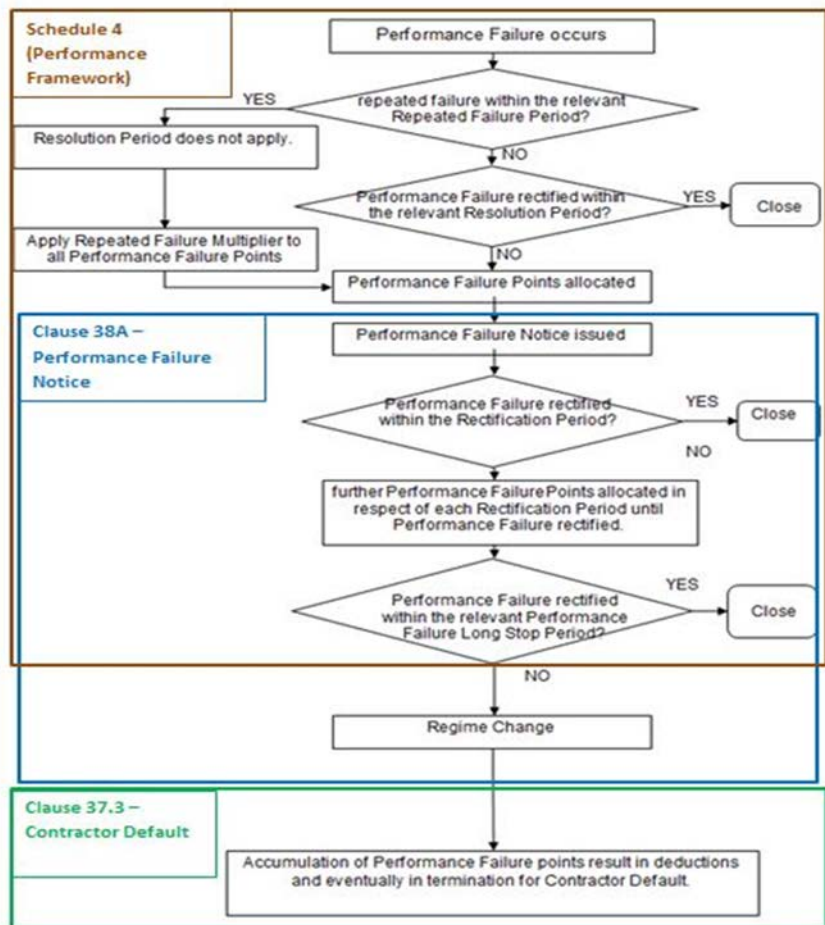 Schedule 4
(Performance
Framework)
Performance Failure occurs
YES
repeated failure within the relevant
Repeated Failure Period?
Resolution Period does not apply.
NO
Performance Failure rectified within
the relevant Resolution Period?
YES
Close
Apply Repeated Failure Multiplier to
all Performance Failure Points
NO
Performance Failure Points allocated
Clause 38A –
Performance Failure
Notice
Performance Failure Notice issued
Performance Failure rectified
within the Rectification Period?
YES
Close
NO
further Performance Failure Points allocated in
respect of each Rectification Period until
Performance Failure rectified.
YES
Performance Failure rectified
within the relevant Performance
Failure Long Stop Period?
Close
NO
Regime Change
Clause 37.3 –
Contractor Default
Accumulation of Performance Failure points result in deductions
and eventually in termination for Contractor Default.